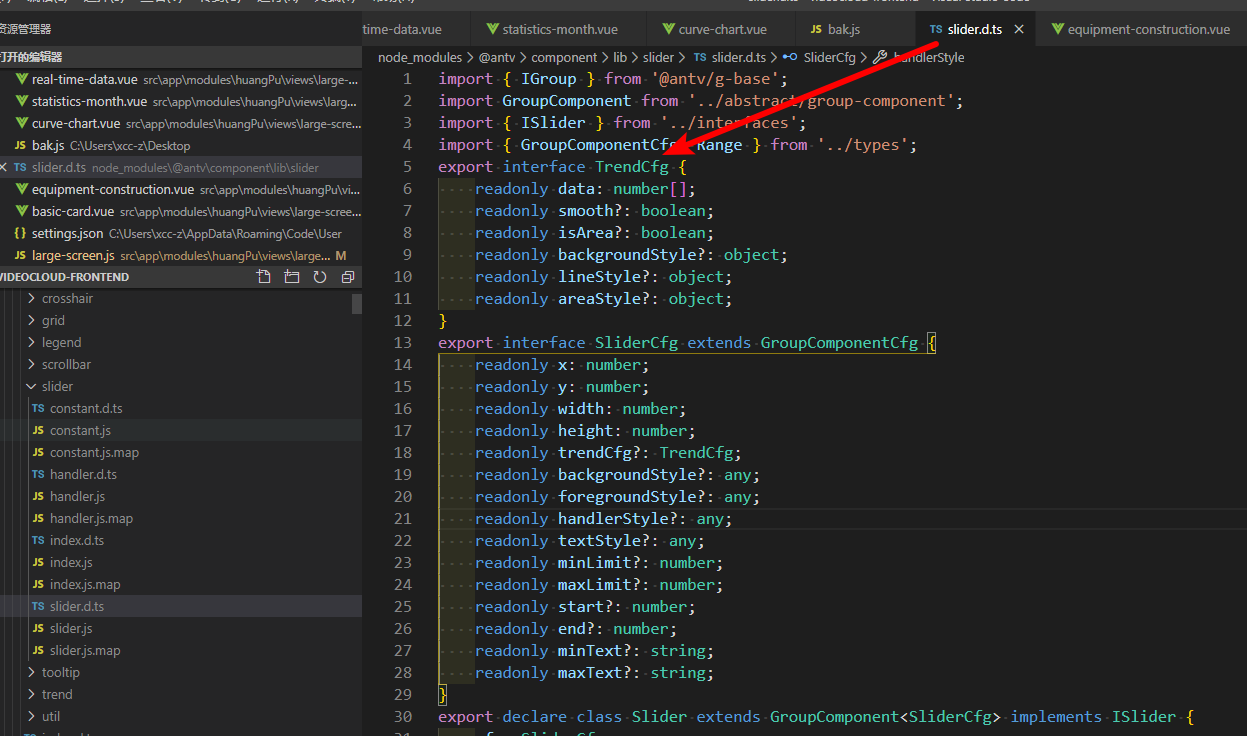 time-data.vue statistics-month.vue curve-chart.vue JS bak.js TS slider.d.ts × equipment-construction.vue
资源管理器
打开的编辑器
real-time-data.vue src\app\modules\huangPu\views\large-...
statistics-month.vue src\app\modules\huangPu\views\larg...
curve-chart.vue src\app\modules\huangPu\views\large-scre...
JS bak.js C:\Users\xcc-z\Desktop
× TS slider.d.ts node_modules\@antv\component\lib\slider
equipment-construction.vue src\app\modules\huangPu\vi...
basic-card.vue src\app\modules\huangPu\views\large-scree...
{} settings.json C:\Users\xcc-z\AppData\Roaming\Code\User
JS large-screen.js src\app\modules\huangPu\views\large... M
VIDEOCLOUD-FRONTEND
> crosshair
> grid
> legend
> scrollbar
slider
TS constant.d.ts
JS constant.js
JS constant.js.map
TS handler.d.ts
JS handler.js
JS handler.js.map
TS index.d.ts
JS index.js
JS index.js.map
TS slider.d.ts
JS slider.js
JS slider.js.map
> tooltip
> trend
> util
node_modules > @antv > component > lib > slider > TS slider.d.ts > SliderCfg > handlerStyle
1 import { IGroup } from '@antv/g-base';
2 import GroupComponent from '../abstract/group-component';
3 import { ISlider } from '../interfaces';
4 import { GroupComponentCfg, Range } from '../types';
5 export interface TrendCfg {
6 readonly data: number[];
7 readonly smooth?: boolean;
8 readonly isArea?: boolean;
9 readonly backgroundStyle?: object;
10 readonly lineStyle?: object;
11 readonly areaStyle?: object;
12 }
13 export interface SliderCfg extends GroupComponentCfg {
14 readonly x: number;
15 readonly y: number;
16 readonly width: number;
17 readonly height: number;
18 readonly trendCfg?: TrendCfg;
19 readonly backgroundStyle?: any;
20 readonly foregroundStyle?: any;
21 readonly handlerStyle?: any;
22 readonly textStyle?: any;
23 readonly minLimit?: number;
24 readonly maxLimit?: number;
25 readonly start?: number;
26 readonly end?: number;
27 readonly minText?: string;
28 readonly maxText?: string;
29 }
30 export declare class Slider extends GroupComponent<SliderCfg> implements ISlider {